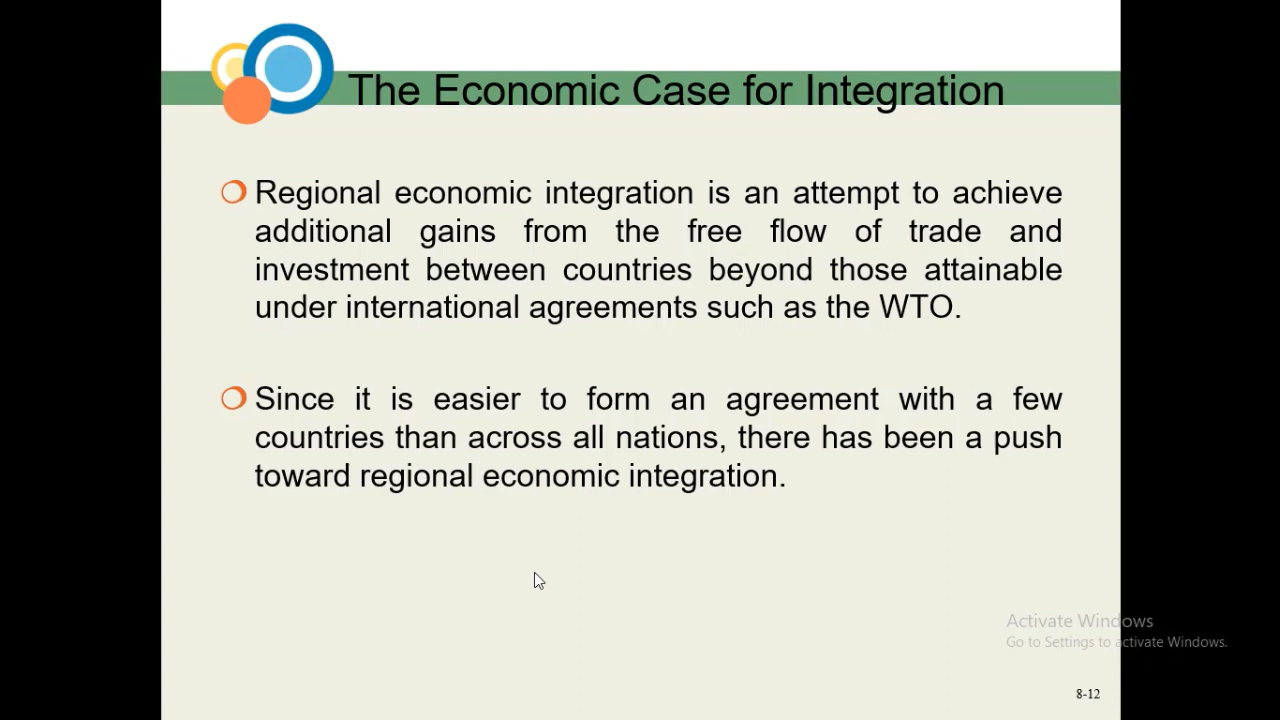 The Economic Case for Integration
Regional economic integration is an attempt to achieve
additional gains from the free flow of trade and
investment between countries beyond those attainable
under international agreements such as the WTO.
Since it is easier to form an agreement with a few
countries than across all nations, there has been a push
toward regional economic integration.
Activate Windows
Go to Settings to activate Windows.
8-12